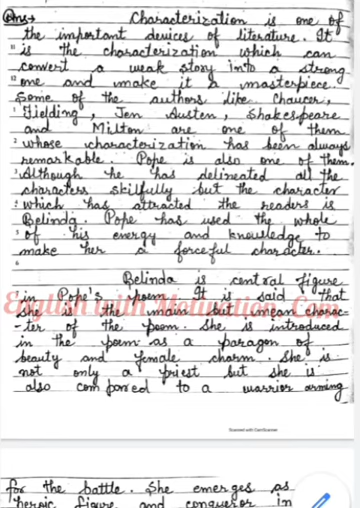 Ans→ Characterization is one of
the important devices of literature. It
is the characterization which can
convert a weak story into a strong
one and make it a masterpiece.
Some of the authors like Chaucer,
Fielding, Jen Austen, Shakespeare
and Milton are one of them
whose characterization has been always
remarkable. Pope is also one of them.
Although he has delineated all the
characters skilfully but the character
which has attracted the readers is
Belinda. Pope has used the whole
of his energy and knowledge to
make her a forceful character.
Belinda is central figure
in Pope's poem. It is said that
she is the main but mean charac-
-ter of the poem. She is introduced
in the poem as a paragon of
beauty and female charm. She is
not only a priest but she is
also compared to a warrior arming
Scanned with CamScanner
for the battle. She emerges as
heroic figure and conqueror in